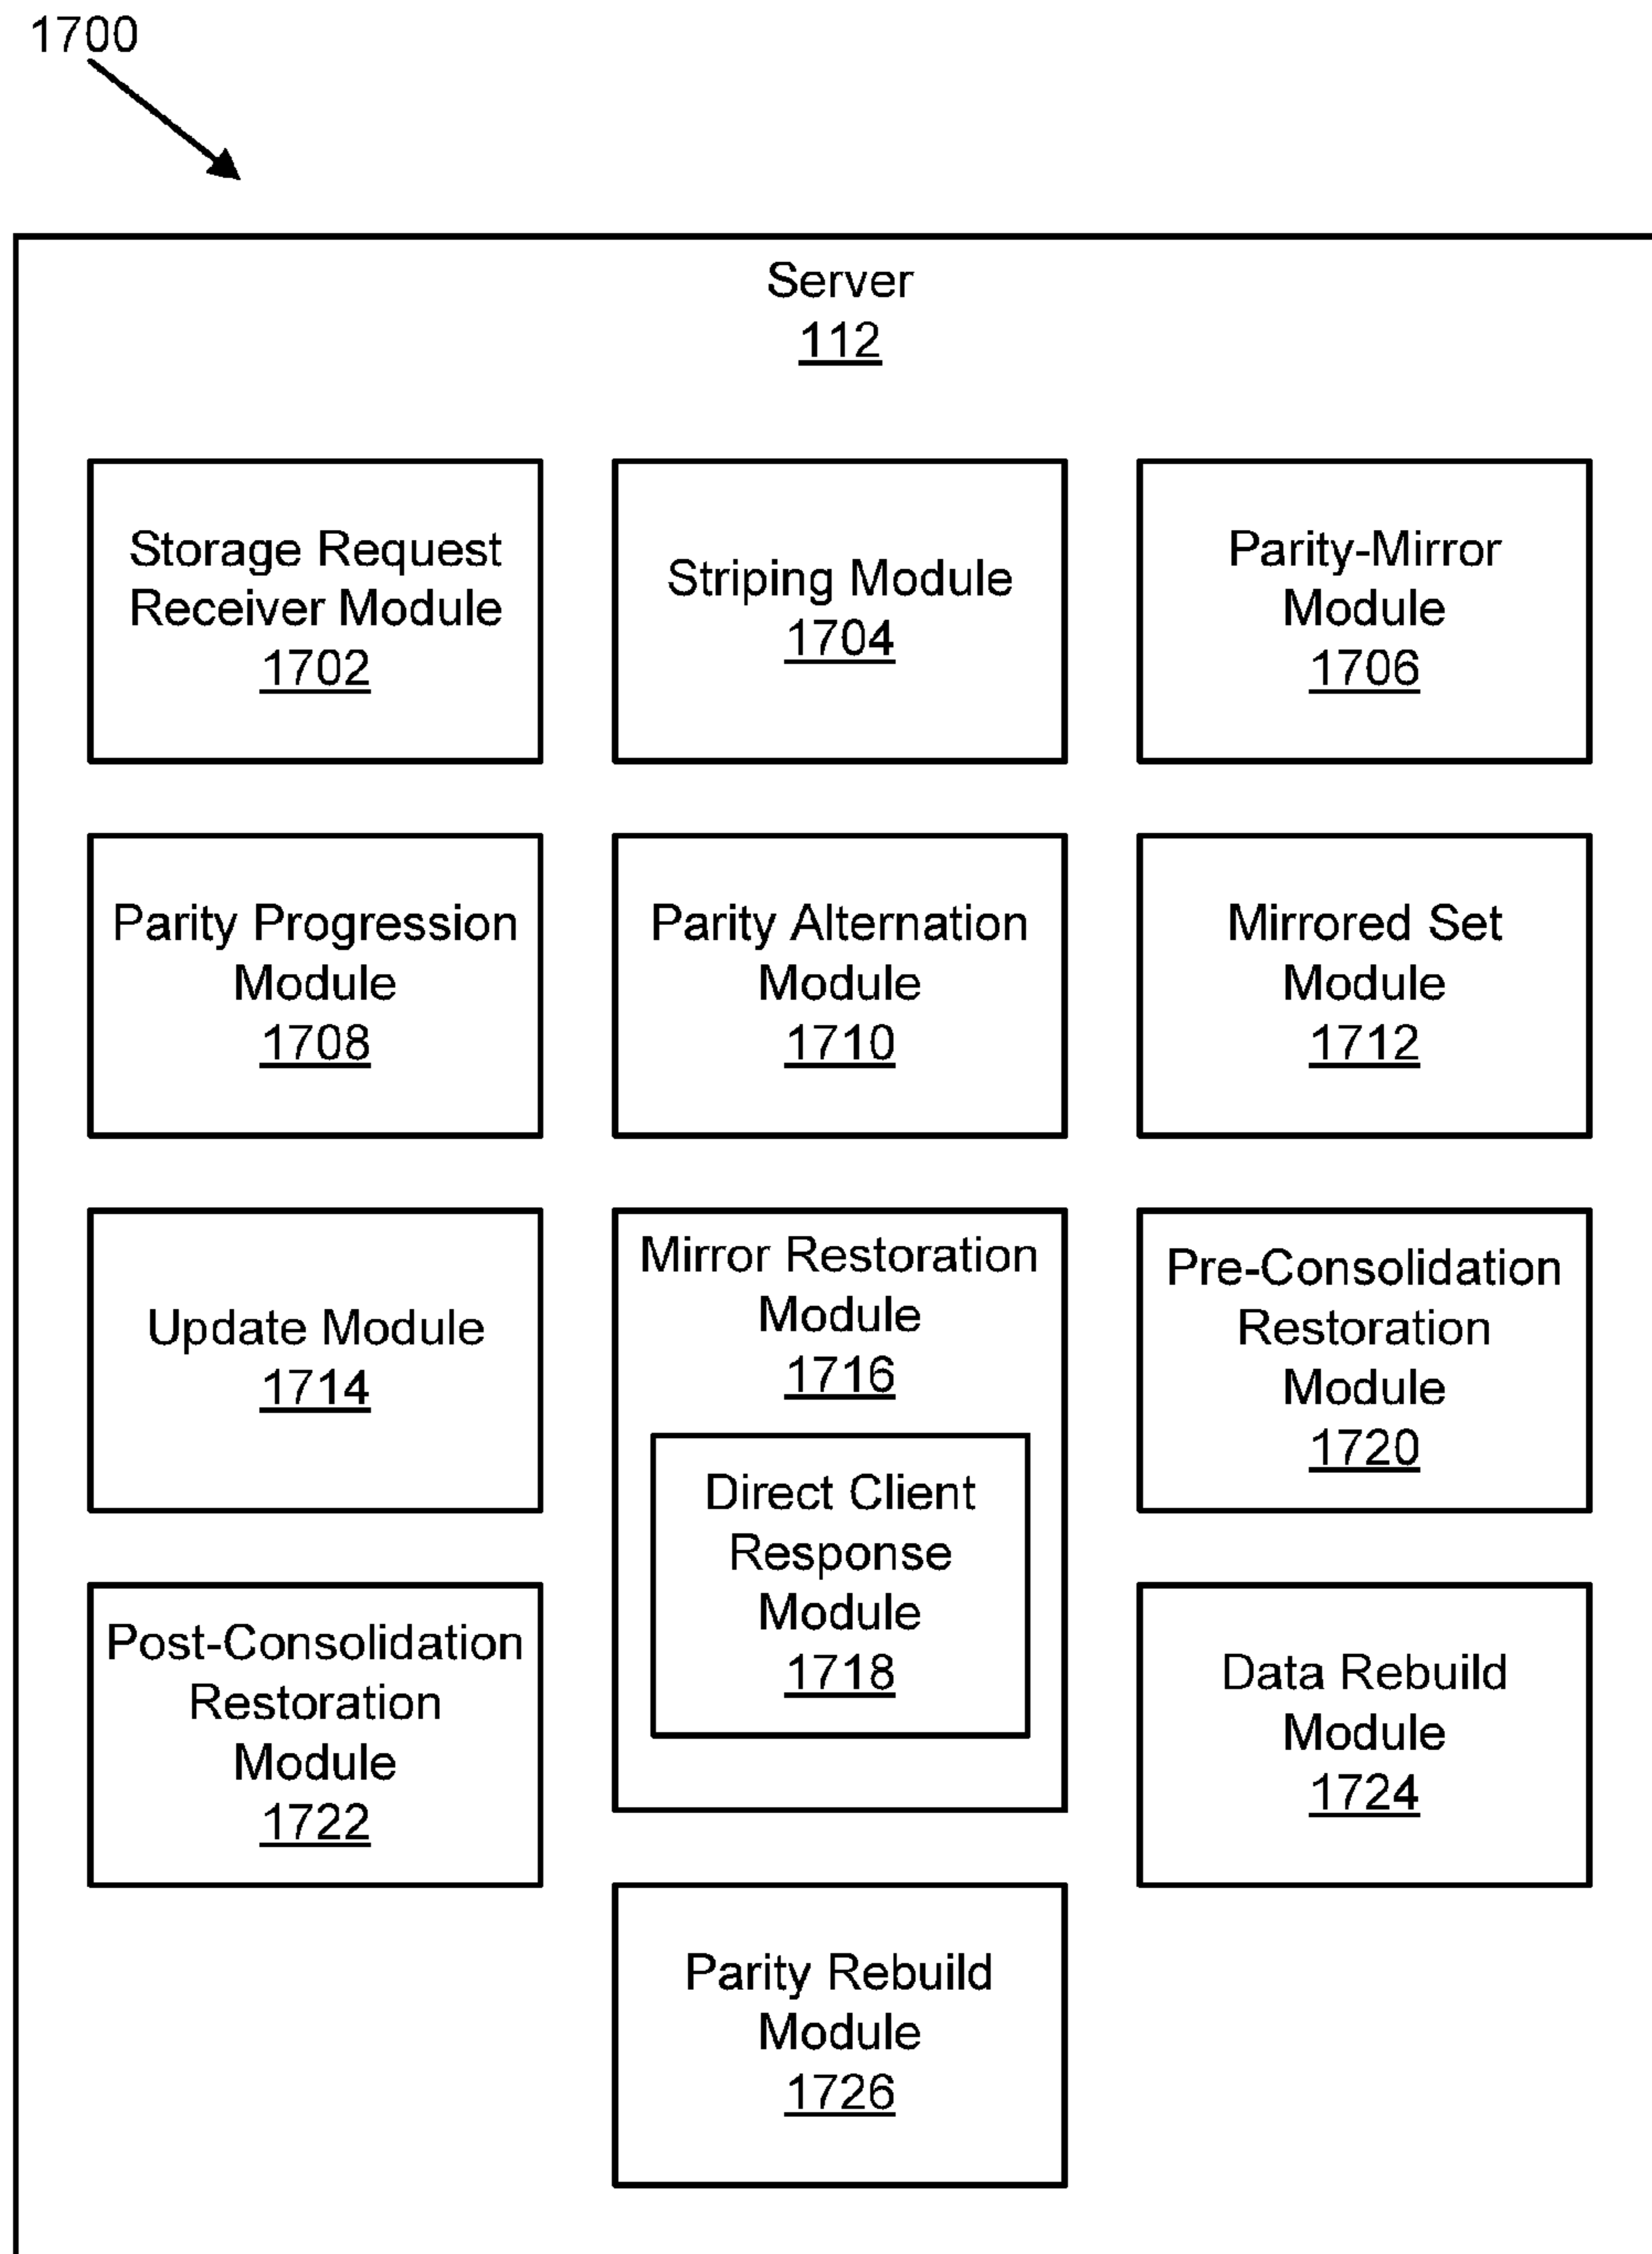 1700
Server
112
Storage Request
Receiver Module
1702
Striping Module
1704
Parity-Mirror
Module
1706
Parity Progression
Module
1708
Parity Alternation
Module
1710
Mirrored Set
Module
1712
Update Module
1714
Mirror Restoration
Module
1716
Direct Client
Response
Module
1718
Pre-Consolidation
Restoration
Module
1720
Post-Consolidation
Restoration
Module
1722
Data Rebuild
Module
1724
Parity Rebuild
Module
1726